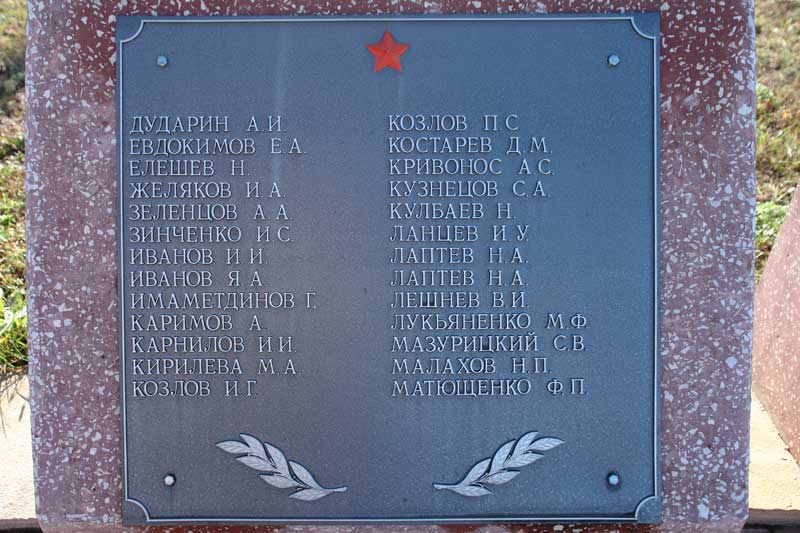 ДУДАРИН А.И.
ЕВДОКИМОВ Е.А.
ЕЛЕШЕВ Н.
ЖЕЛЯКОВ И.А.
ЗЕЛЕНЦОВ А.А.
ЗИНЧЕНКО И.С.
ИВАНОВ И.И.
ИВАНОВ Я.А
ИМАМЕТДИНОВ Г.
КАРИМОВ А.
КАРНИЛОВ И.И.
КИРИЛЕВА М.А.
КОЗЛОВ И.Г.
КОЗЛОВ П.С
КОСТАРЕВ Д.М.
КРИВОНОС А.С.
КУЗНЕЦОВ С.А.
КУЛБАЕВ Н.
ЛАНЦЕВ И.У.
ЛАПТЕВ Н.А.
ЛАПТЕВ Н.А.
ЛЕШНЕВ В.И.
ЛУКЬЯНЕНКО М.Ф.
МАЗУРИЦКИЙ С.В.
МАЛАХОВ Н.П.
МАТЮЩЕНКО Ф.П.